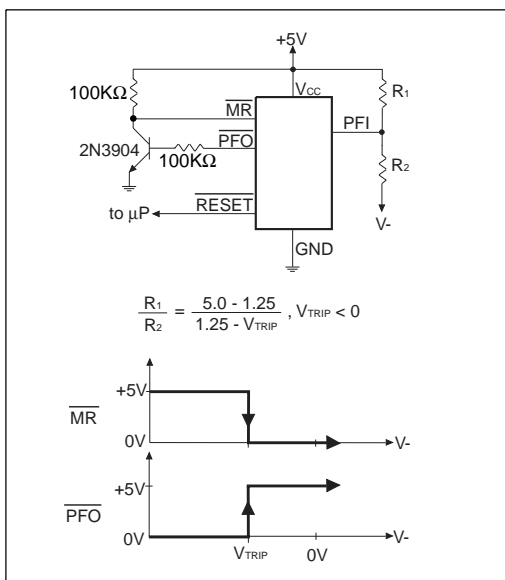 +5V
VCC
100KΩ
R1
MR
PFI
PFO
2N3904
100KΩ
R2
RESET
to µP
V-
GND
R1 / R2 = 5.0 - 1.25 / 1.25 - VTRIP , VTRIP < 0
+5V
MR
0V
V-
+5V
PFO
0V
V-
VTRIP
0V